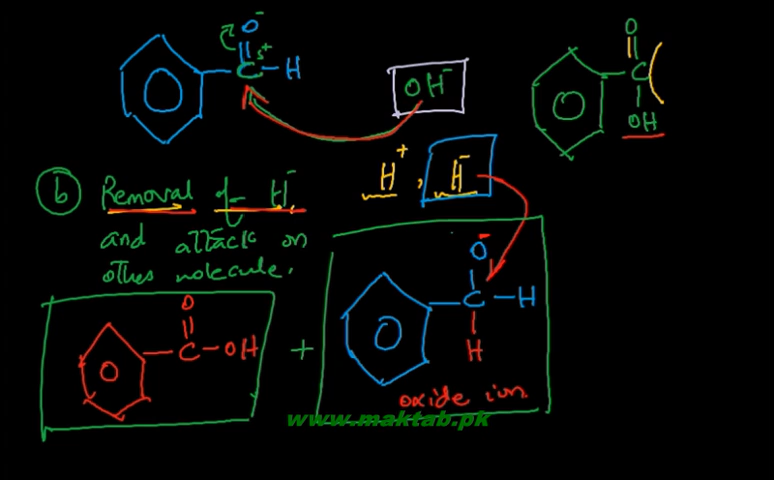 O⁻
O
C δ+ – H
OH⁻
C
OH
H⁺ , H⁻
b Removal of H⁻
and attack on
other molecule.
O⁻
O
C – H
C – OH
+
H
oxide ion
www.maktab.pk